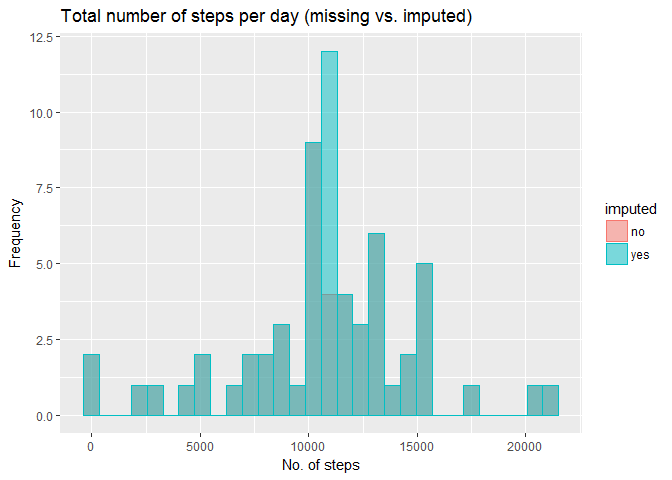 Total number of steps per day (missing vs. imputed)
12.5
10.0
7.5
5.0
2.5
0.0
Frequency
0 5000 10000 15000 20000
No. of steps
imputed
no
yes